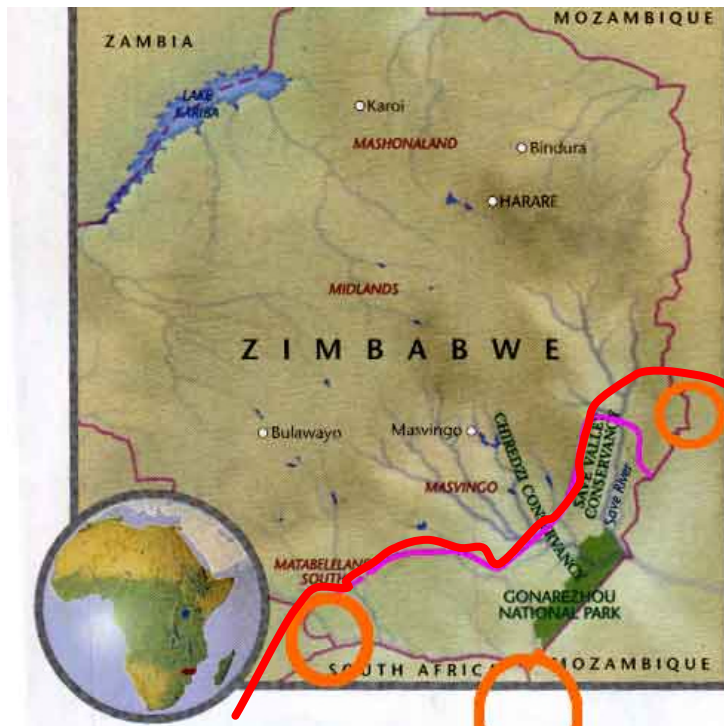 MOZAMBIQUE
ZAMBIA
LAKE
KARIBA
Karoi
MASHONALAND
Bindura
HARARE
MIDLANDS
ZIMBABWE
Bulawayo
Masvingo
CHIREDZI CONSERVANCY
SAVE VALLEY
CONSERVANCY
Save River
MASVINGO
MATABELELAND
SOUTH
GONAREZHOU
NATIONAL PARK
SOUTH AFRICA
MOZAMBIQUE